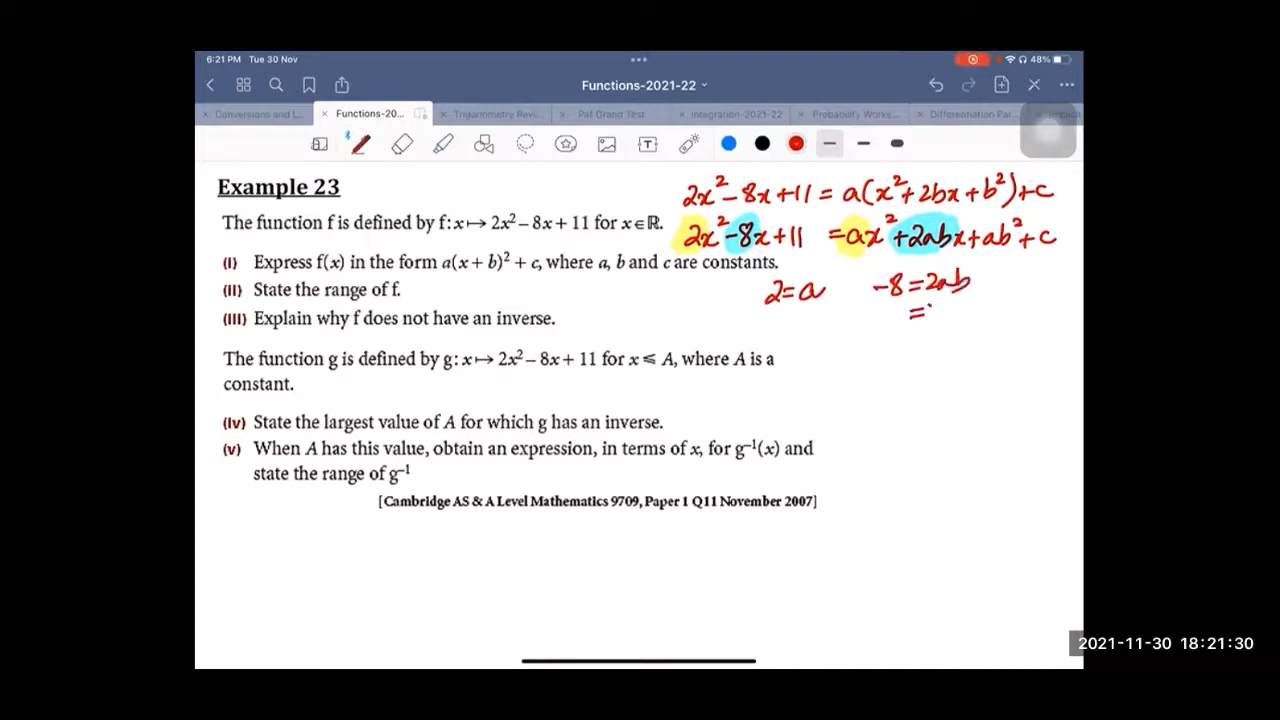 6:21 PM Tue 30 Nov
48%
Functions-2021-22
Conversions and L...
Functions-20...
Trigonometry Revi...
Paf Grand Test
Integration-2021-22
Probability Works...
Differentiation Pa...
Implicit
Example 23
The function f is defined by f: x ↦ 2x² – 8x + 11 for x ∈ ℝ.
(i) Express f(x) in the form a(x + b)² + c, where a, b and c are constants.
(ii) State the range of f.
(iii) Explain why f does not have an inverse.
The function g is defined by g: x ↦ 2x² – 8x + 11 for x ⩽ A, where A is a
constant.
(iv) State the largest value of A for which g has an inverse.
(v) When A has this value, obtain an expression, in terms of x, for g⁻¹(x) and
state the range of g⁻¹
[Cambridge AS & A Level Mathematics 9709, Paper 1 Q11 November 2007]
2x² - 8x + 11 = a(x² + 2bx + b²) + c
2x² - 8x + 11 = ax² + 2abx + ab² + c
2 = a -8 = 2ab
=
2021-11-30 18:21:30